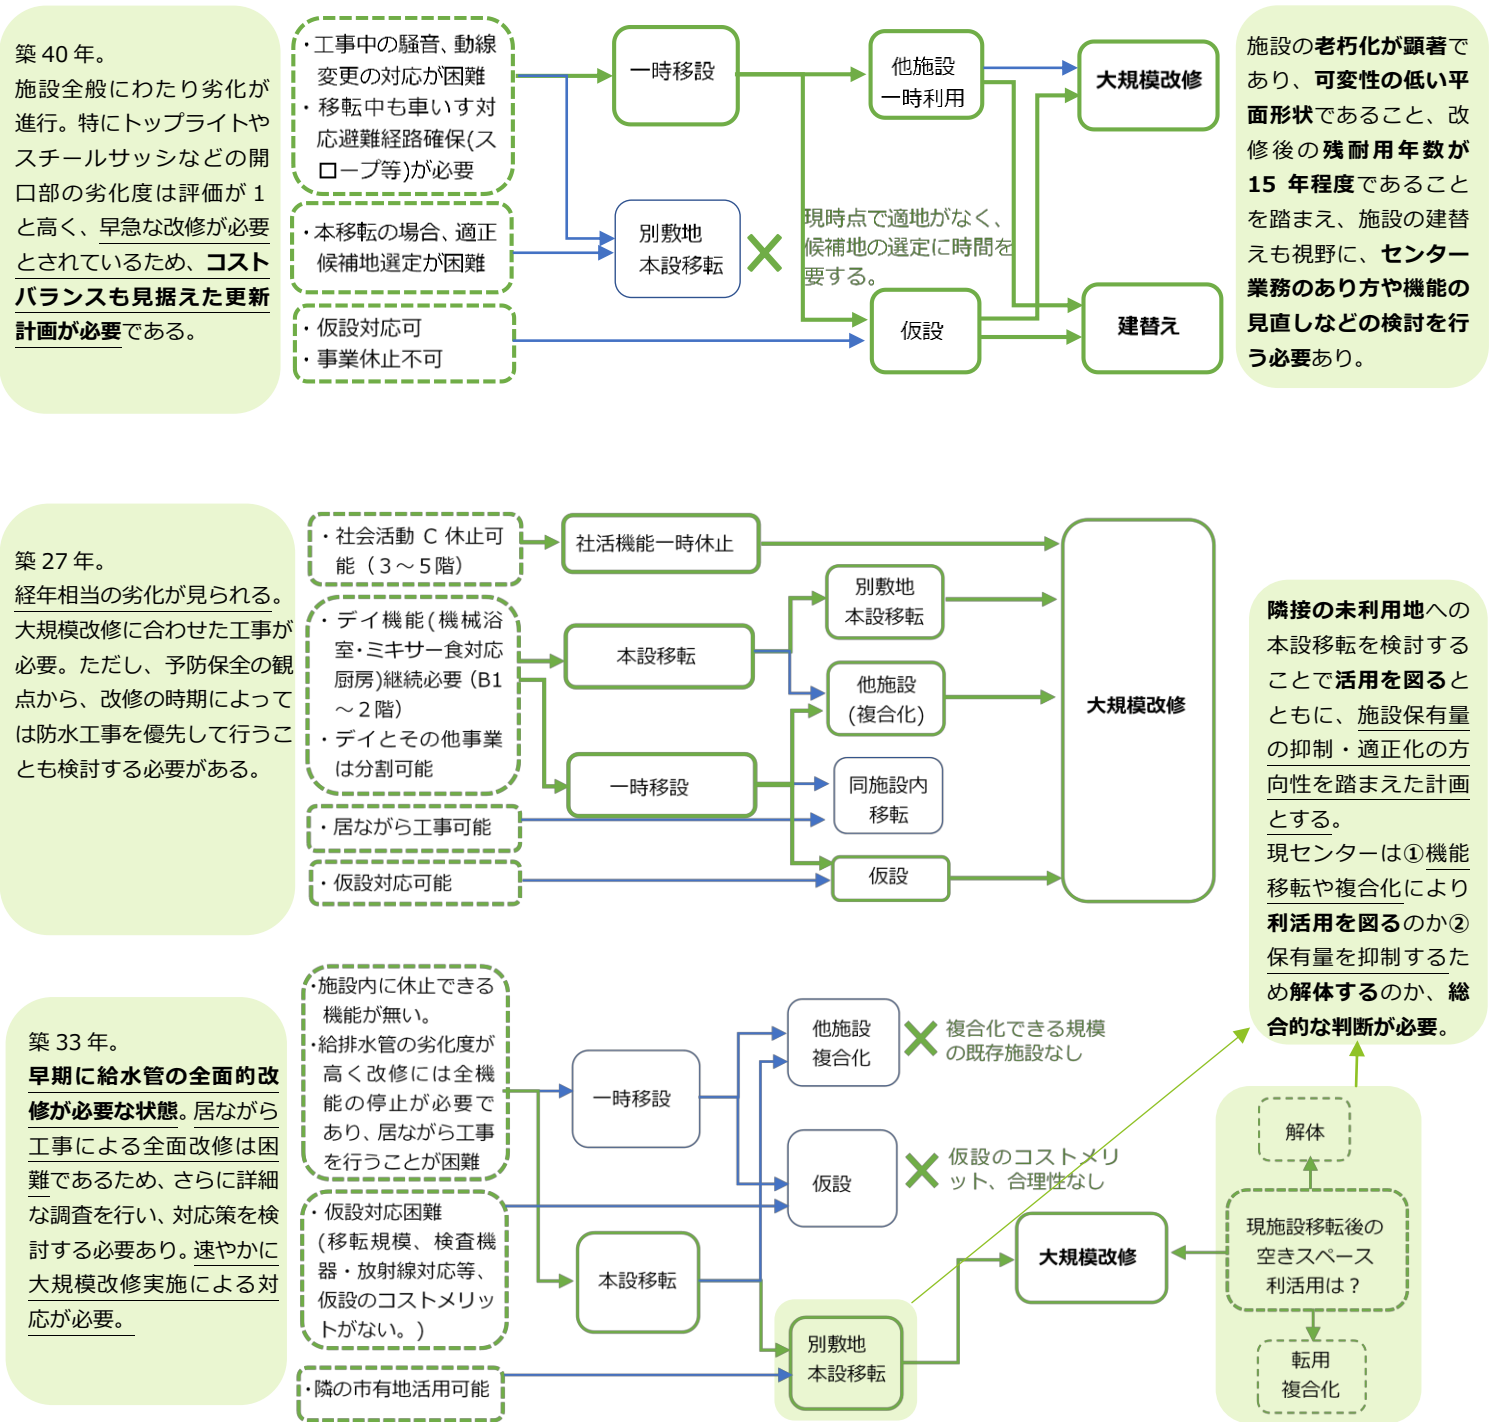 築 40 年。
施設全般にわたり劣化が
進行。特にトップライトや
スチールサッシなどの開
口部の劣化度は評価が 1
と高く、早急な改修が必要
とされているため、コスト
バランスも見据えた更新
計画が必要である。
・工事中の騒音、動線
変更の対応が困難
・移転中も車いす対
応避難経路確保(ス
ロープ等)が必要
・本移転の場合、適正
候補地選定が困難
・仮設対応可
・事業休止不可
一時移設
別敷地
本設移転
現時点で適地がなく、
候補地の選定に時間を
要する。
他施設
一時利用
仮設
大規模改修
建替え
施設の老朽化が顕著で
あり、可変性の低い平
面形状であること、改
修後の残耐用年数が
15 年程度であること
を踏まえ、施設の建替
えも視野に、センター
業務のあり方や機能の
見直しなどの検討を行
う必要あり。
築 27 年。
経年相当の劣化が見られる。
大規模改修に合わせた工事が
必要。ただし、予防保全の観
点から、改修の時期によって
は防水工事を優先して行うこ
とも検討する必要がある。
・社会活動 C 休止可
能（３～５階）
・デイ機能(機械浴
室・ミキサー食対応
厨房)継続必要（B1
～２階）
・デイとその他事業
は分割可能
・居ながら工事可能
・仮設対応可能
社活機能一時休止
本設移転
一時移設
別敷地
本設移転
他施設
(複合化)
同施設内
移転
仮設
大規模改修
隣接の未利用地への
本設移転を検討する
ことで活用を図ると
ともに、施設保有量
の抑制・適正化の方
向性を踏まえた計画
とする。
現センターは①機能
移転や複合化により
利活用を図るのか②
保有量を抑制するた
め解体するのか、総
合的な判断が必要。
築 33 年。
早期に給水管の全面的改
修が必要な状態。居ながら
工事による全面改修は困
難であるため、さらに詳細
な調査を行い、対応策を検
討する必要あり。速やかに
大規模改修実施による対
応が必要。
・施設内に休止できる
機能が無い。
・給排水管の劣化度が
高く改修には全機
能の停止が必要で
あり、居ながら工事
を行うことが困難
・仮設対応困難
(移転規模、検査機
器・放射線対応等、
仮設のコストメリッ
トがない。)
・隣の市有地活用可能
一時移設
本設移転
他施設
複合化
複合化できる規模
の既存施設なし
仮設
仮設のコストメリ
ット、合理性なし
別敷地
本設移転
大規模改修
解体
現施設移転後の
空きスペース
利活用は？
転用
複合化